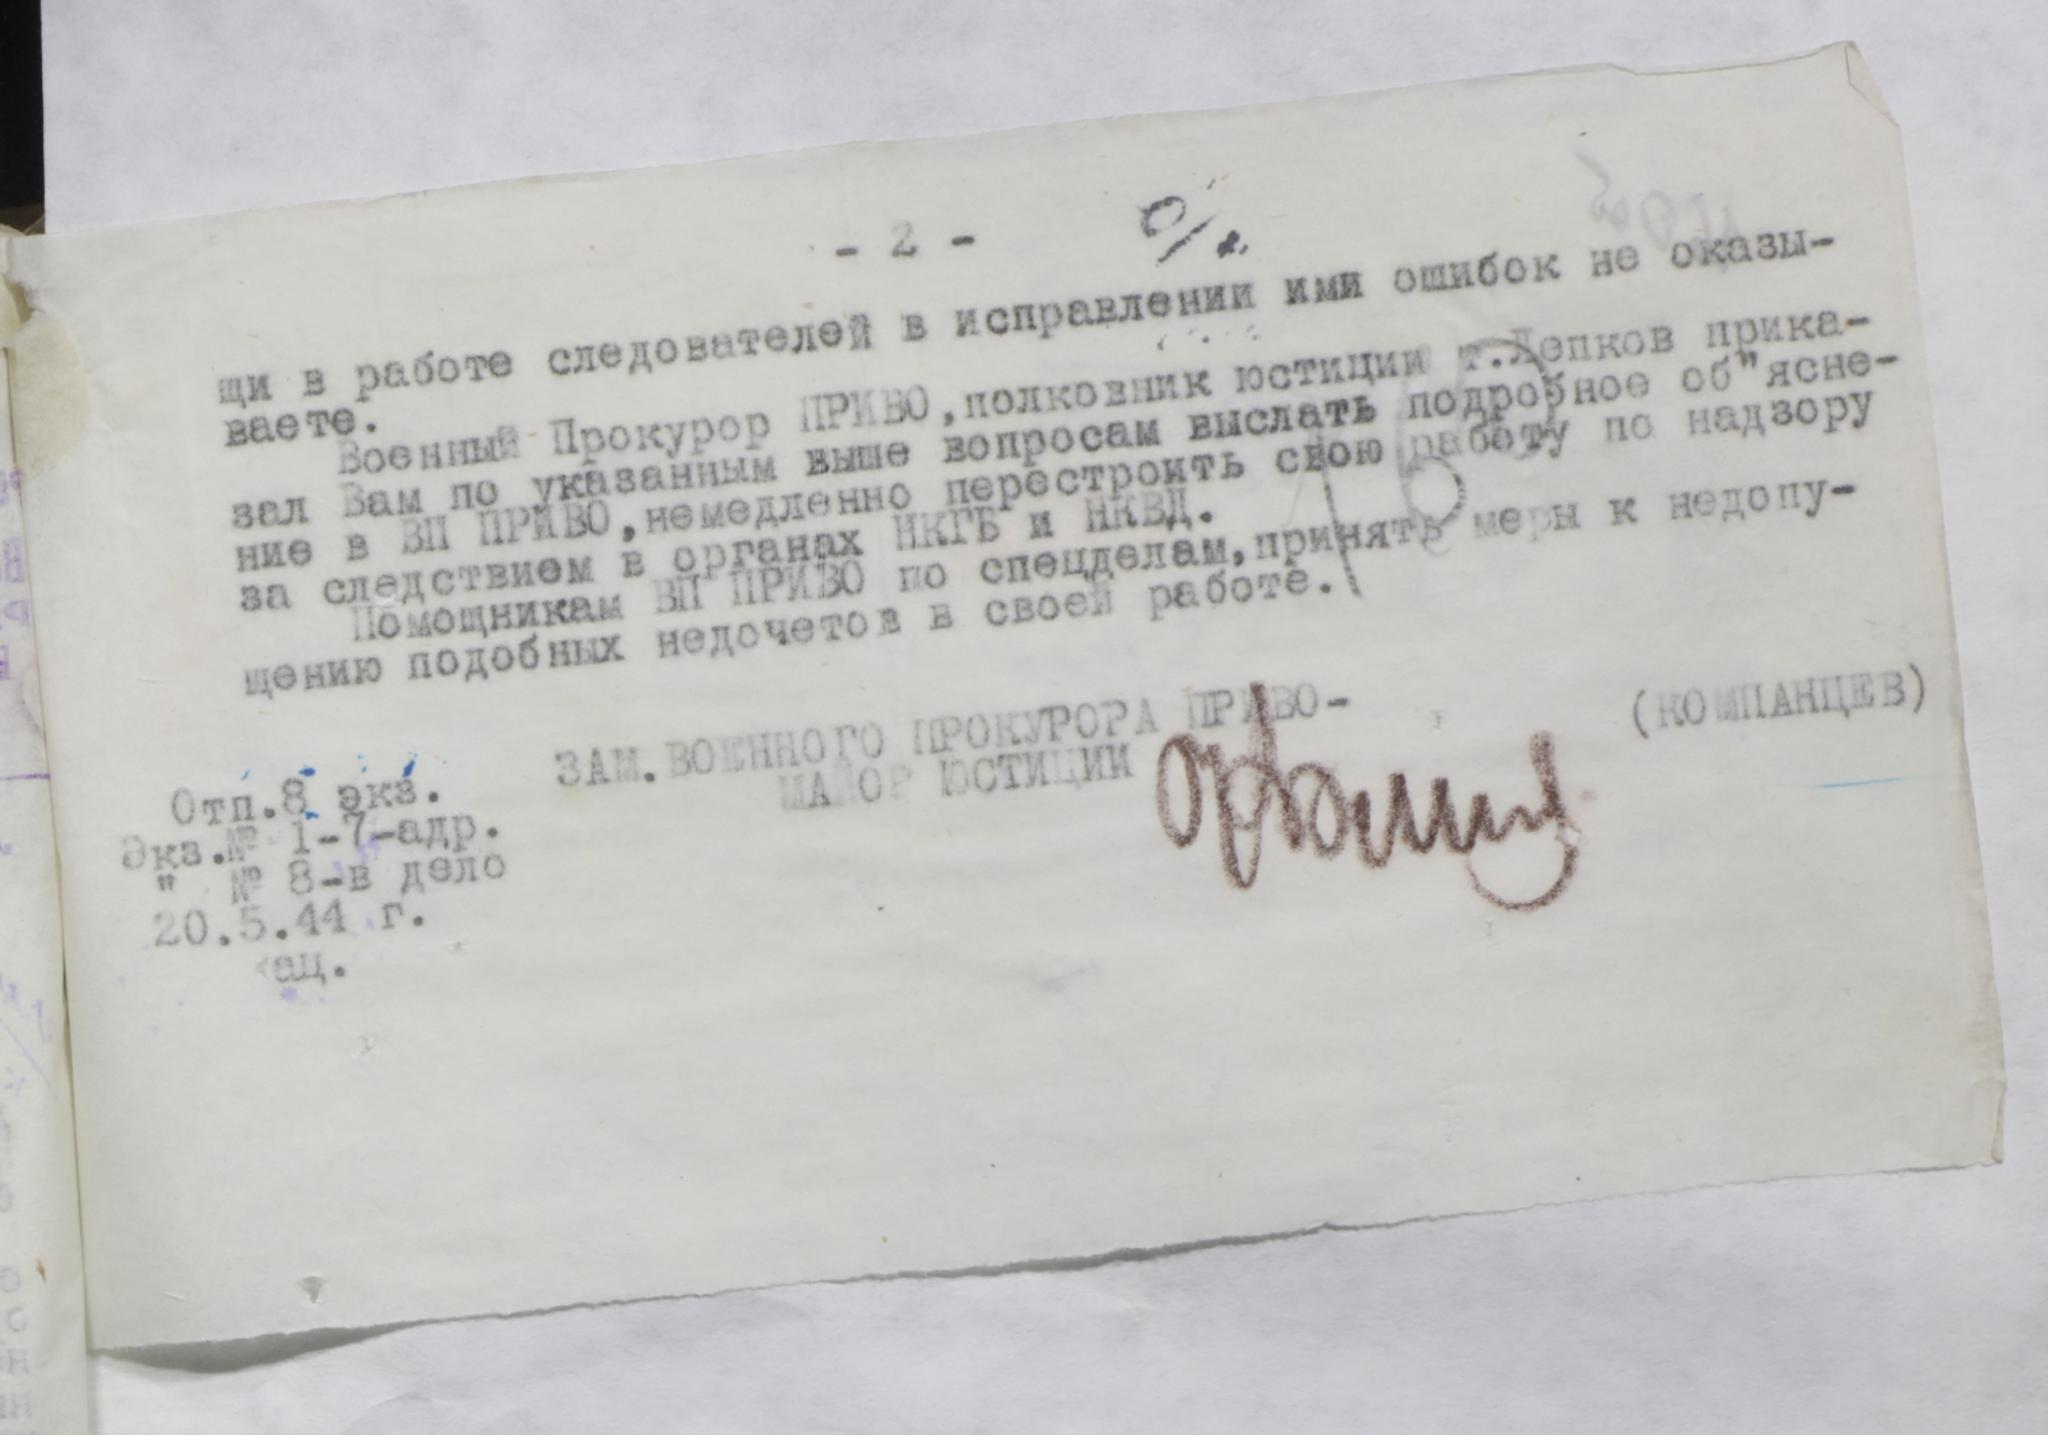 - 2 -
щи в работе следователей в исправлении ими ошибок не оказы-
ваете.
Военный Прокурор ПРИВО, полковник юстиции т.Лепков прика-
зал Вам по указанным выше вопросам выслать подробное об"ясне-
ние в ВП ПРИВО, немедленно перестроить свою работу по надзору
за следствием в органах НКГБ и НКВД.
Помощникам ВП ПРИВО по спецделам, принять меры к недопу-
щению подобных недочетов в своей работе.
ЗАМ. ВОЕННОГО ПРОКУРОРА ПРИВО-
МАЙОР ЮСТИЦИИ
(КОМПАНЦЕВ)
Отп.8 экз.
Экз.№ 1-7-адр.
" № 8-в дело
20.5.44 г.